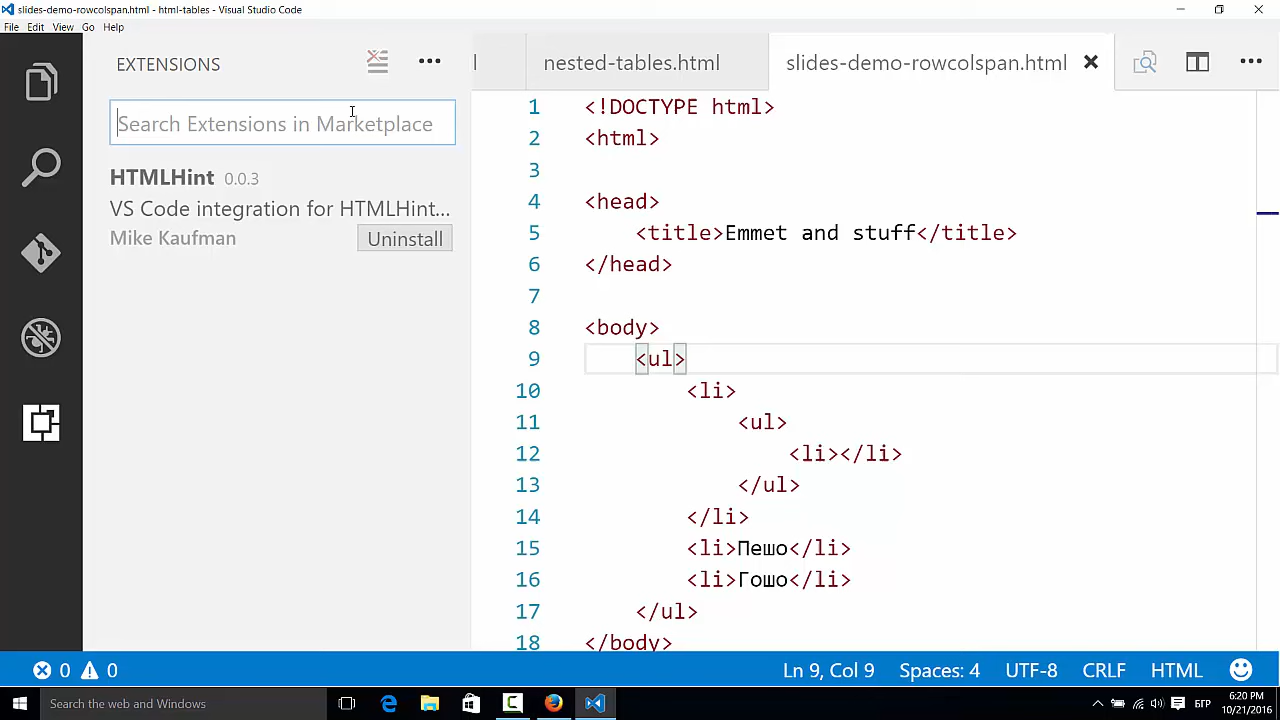 slides-demo-rowcolspan.html - html-tables - Visual Studio Code
File Edit View Go Help
EXTENSIONS
Search Extensions in Marketplace
HTMLHint 0.0.3
VS Code integration for HTMLHint...
Mike Kaufman Uninstall
nested-tables.html slides-demo-rowcolspan.html
1 <!DOCTYPE html>
2 <html>
3
4 <head>
5 <title>Emmet and stuff</title>
6 </head>
7
8 <body>
9 <ul>
10 <li>
11 <ul>
12 <li></li>
13 </ul>
14 </li>
15 <li>Пешо</li>
16 <li>Гошо</li>
17 </ul>
18 </body>
0 0 Ln 9, Col 9 Spaces: 4 UTF-8 CRLF HTML
Search the web and Windows
БГР
6:20 PM
10/21/2016